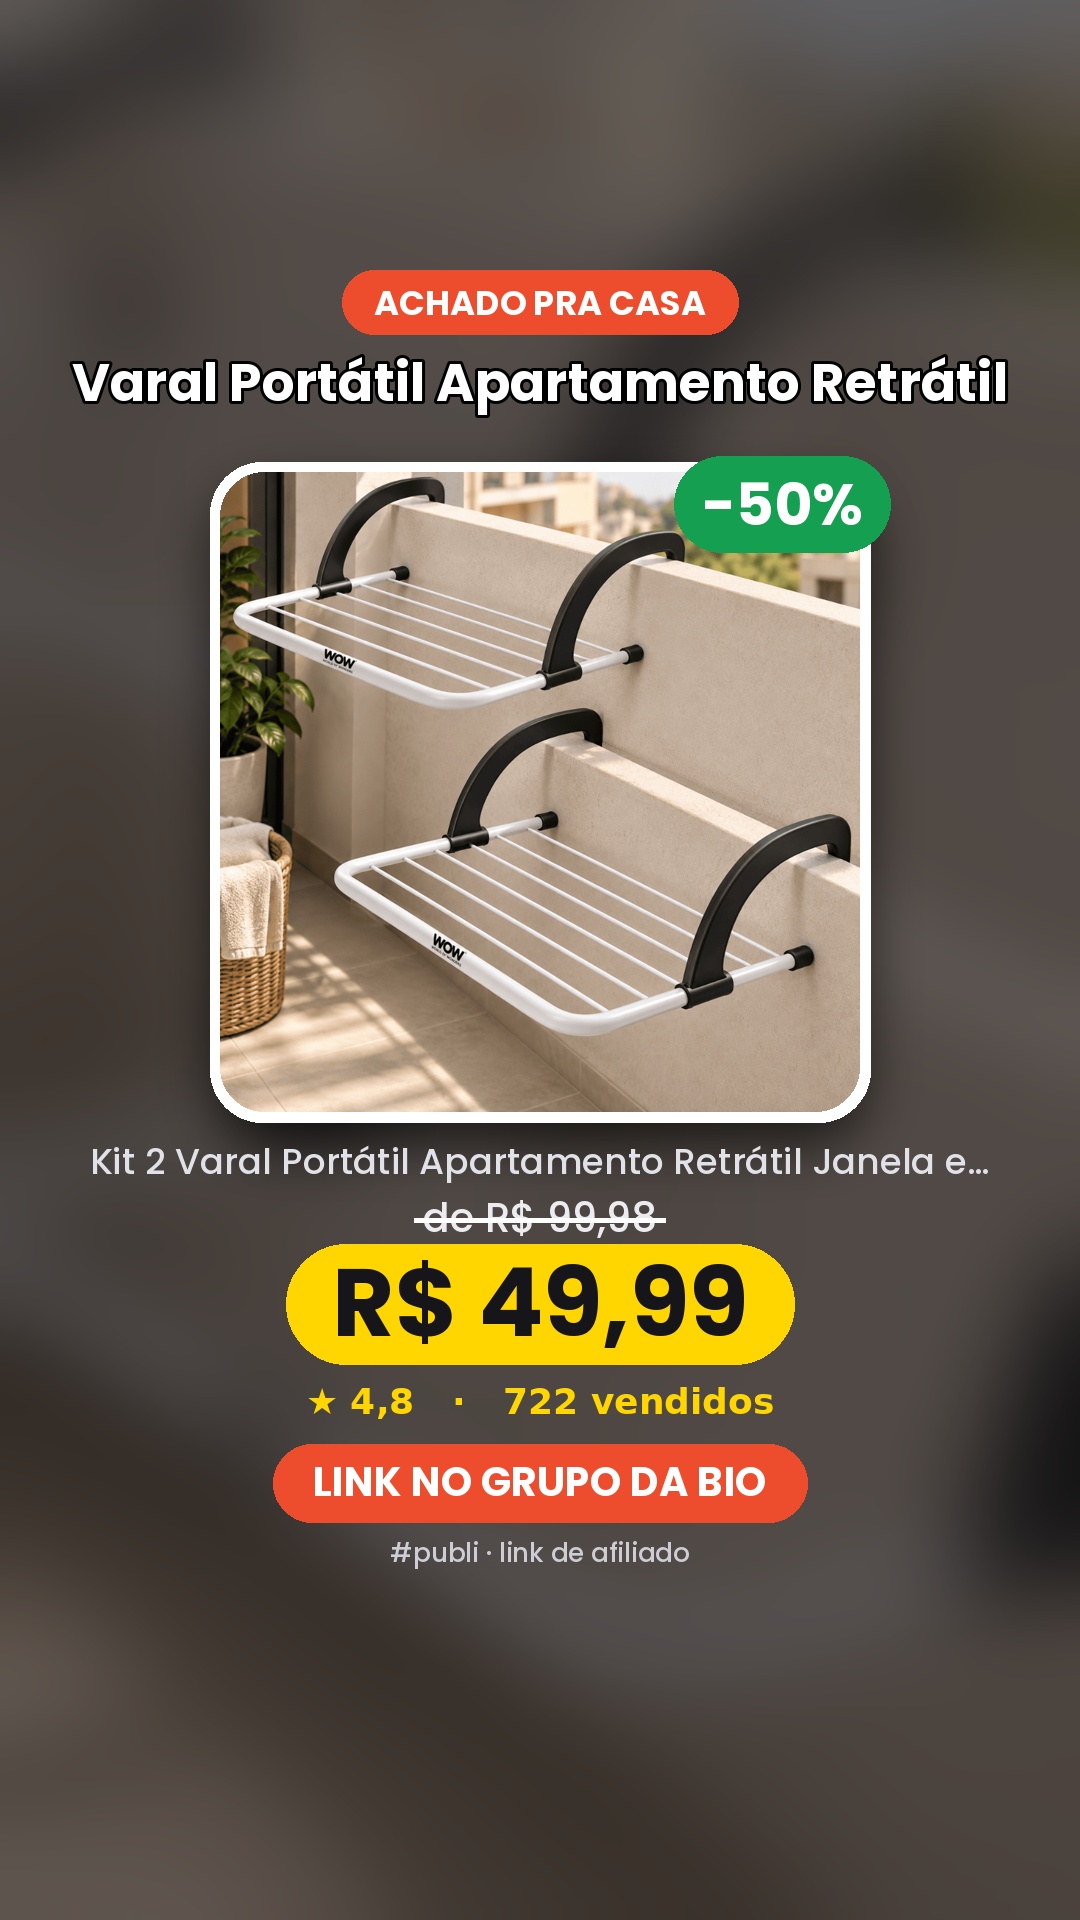 ACHADO PRA CASA
Varal Portátil Apartamento Retrátil
-50%
WOW
WOW
Kit 2 Varal Portátil Apartamento Retrátil Janela e...
de R$ 99,98
R$ 49,99
★ 4,8 · 722 vendidos
LINK NO GRUPO DA BIO
#publi · link de afiliado